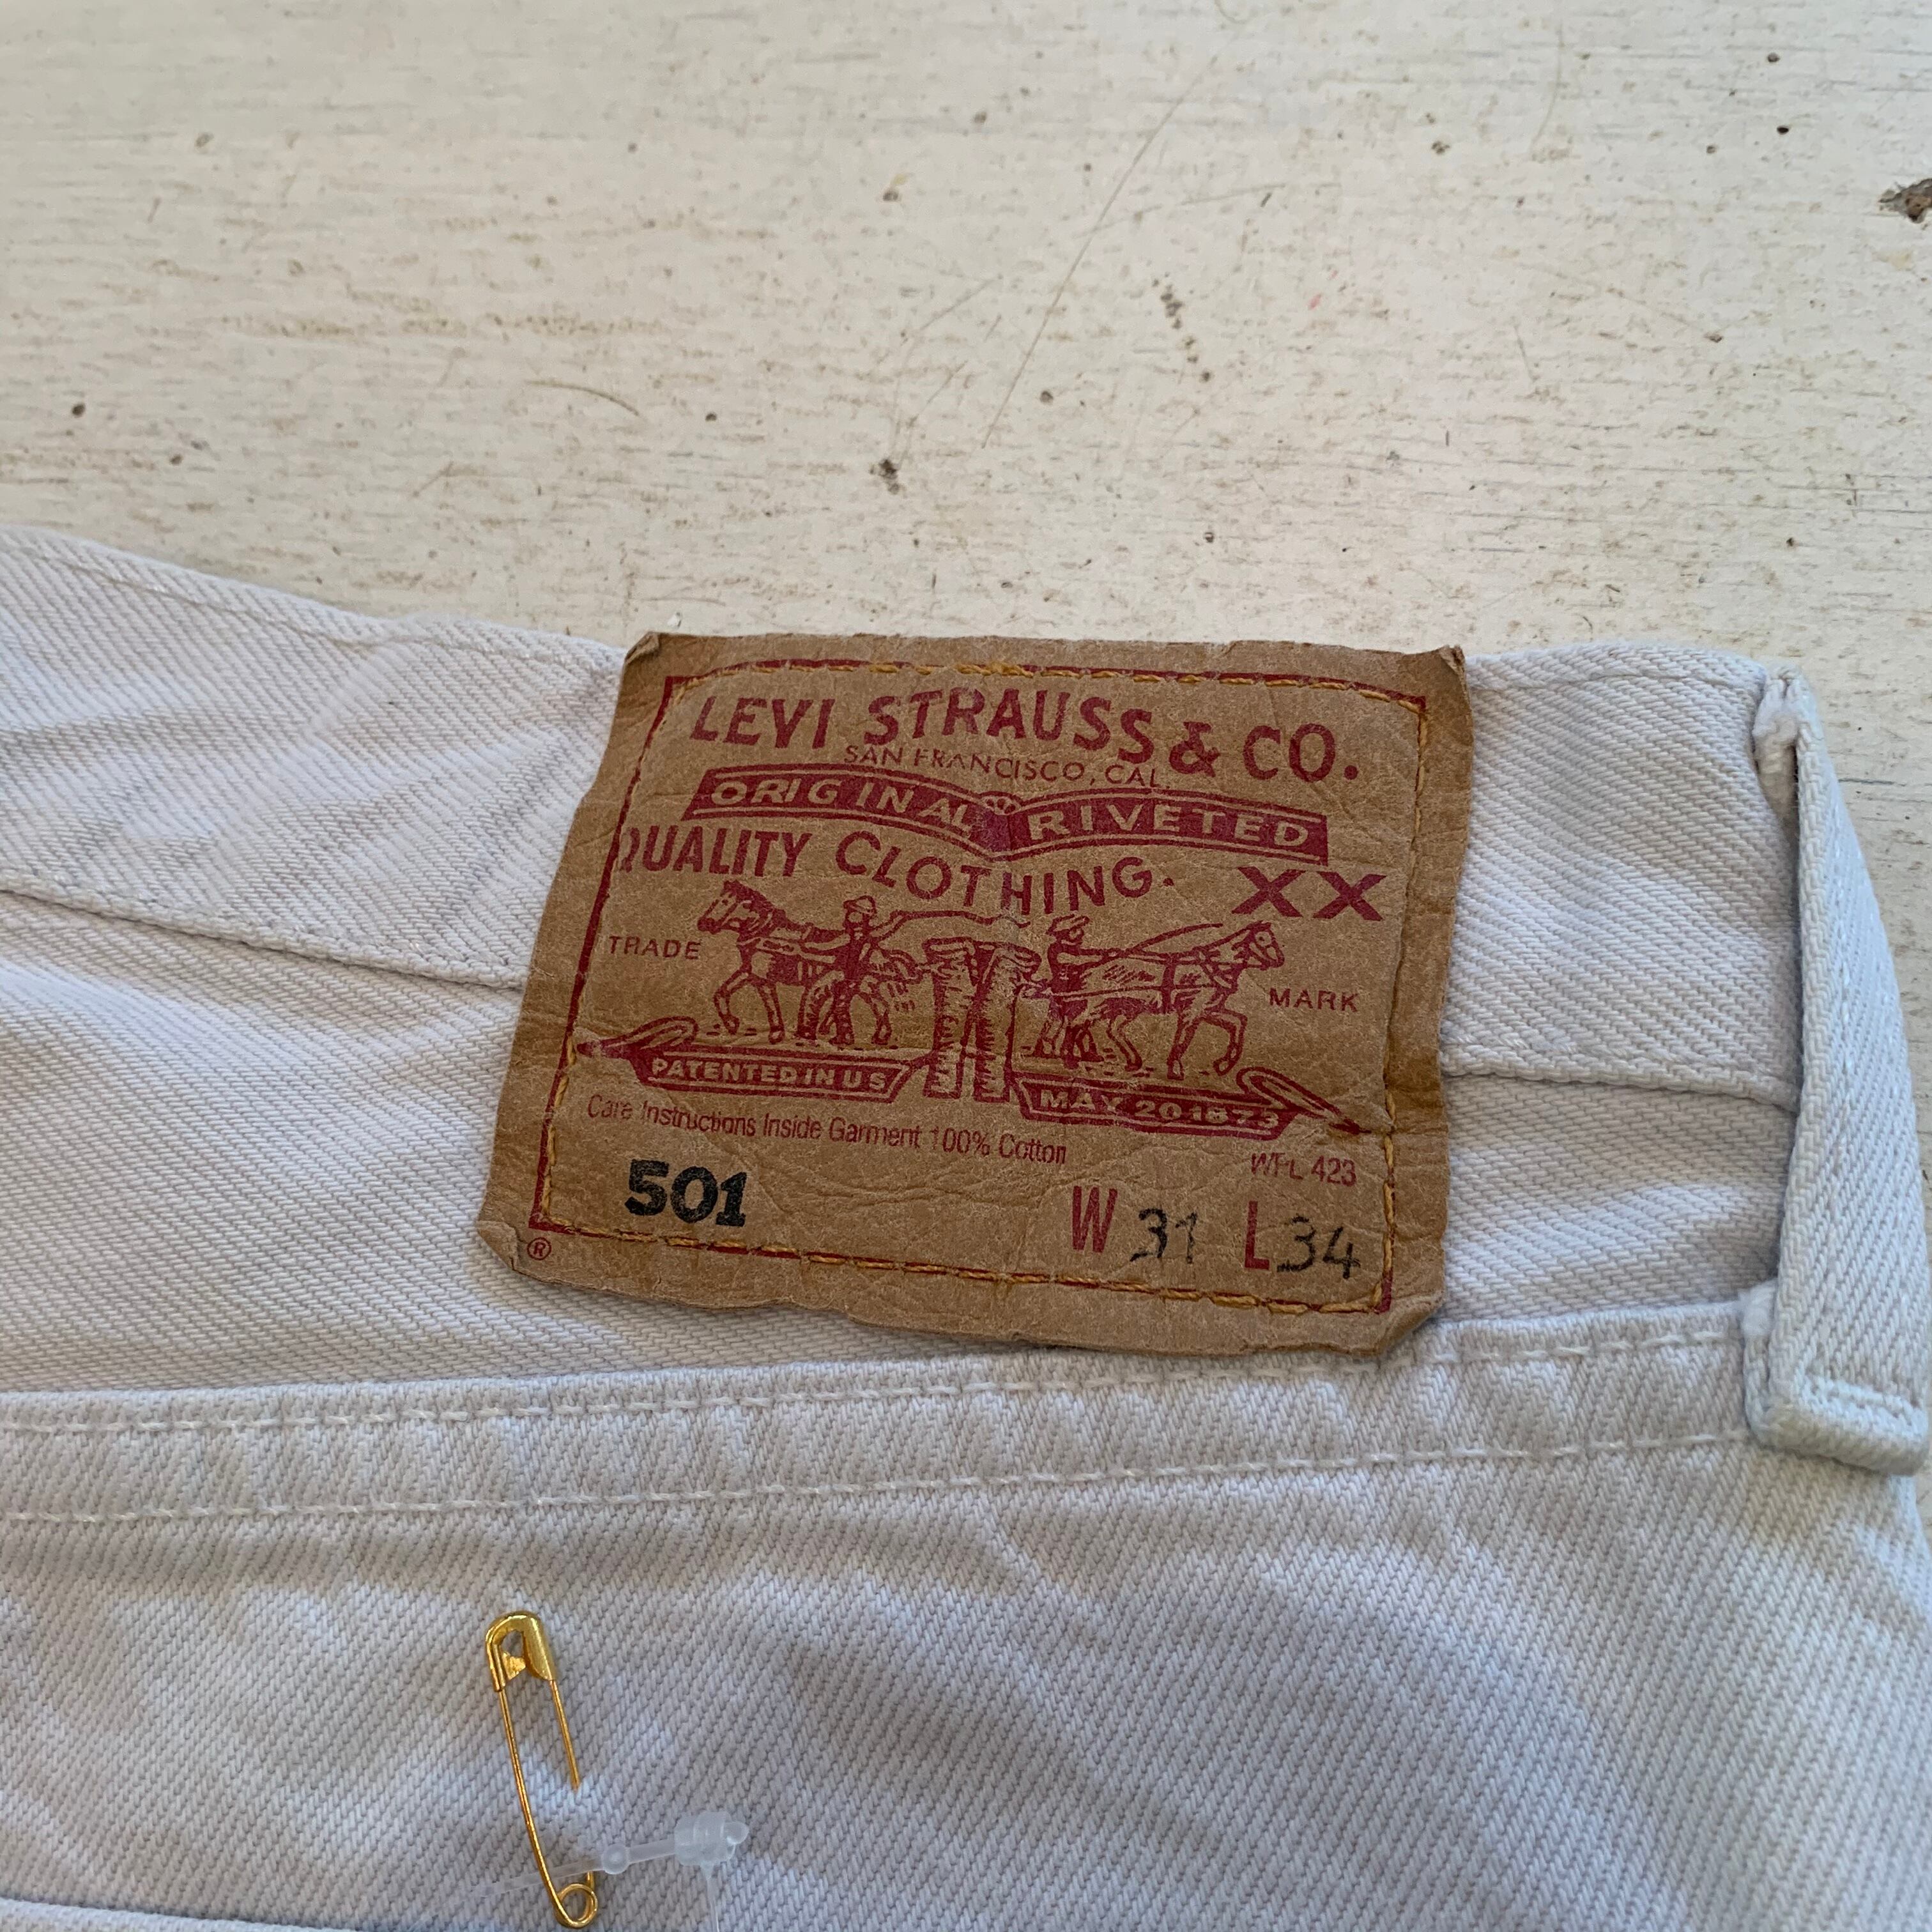 LEVI STRAUSS & CO.
SAN FRANCISCO, CAL.
ORIGINAL RIVETED
QUALITY CLOTHING. XX
TRADE MARK
PATENTED IN U S MAY 20 1873
Care Instructions Inside Garment 100% Cotton
WPL 423
501 W 31 L 34
®